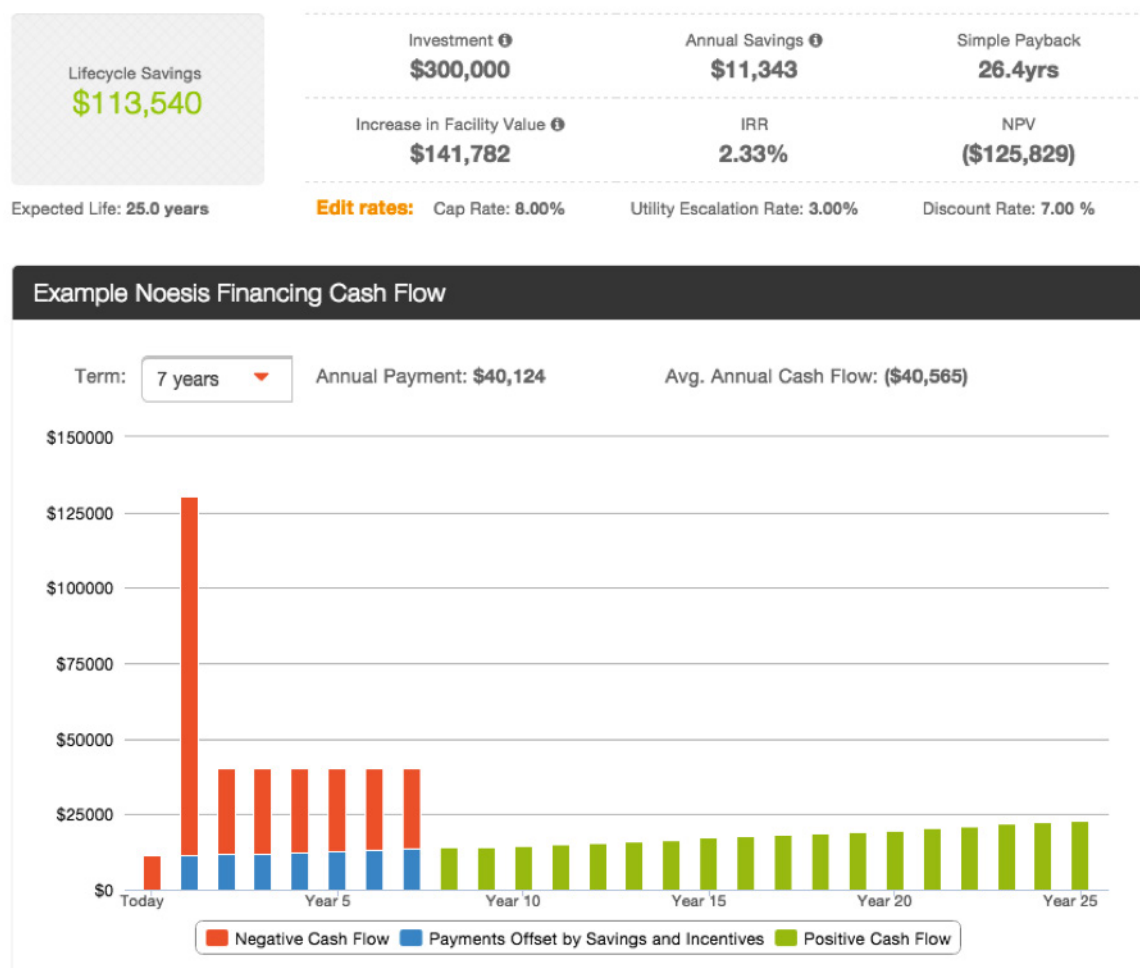 Lifecycle Savings
$113,540
Investment
$300,000
Annual Savings
$11,343
Simple Payback
26.4yrs
Increase in Facility Value
$141,782
IRR
2.33%
NPV
($125,829)
Expected Life: 25.0 years
Edit rates: Cap Rate: 8.00% Utility Escalation Rate: 3.00% Discount Rate: 7.00 %
Example Noesis Financing Cash Flow
Term: 7 years Annual Payment: $40,124 Avg. Annual Cash Flow: ($40,565)
$150000
$125000
$100000
$75000
$50000
$25000
$0
Today Year 5 Year 10 Year 15 Year 20 Year 25
Negative Cash Flow Payments Offset by Savings and Incentives Positive Cash Flow